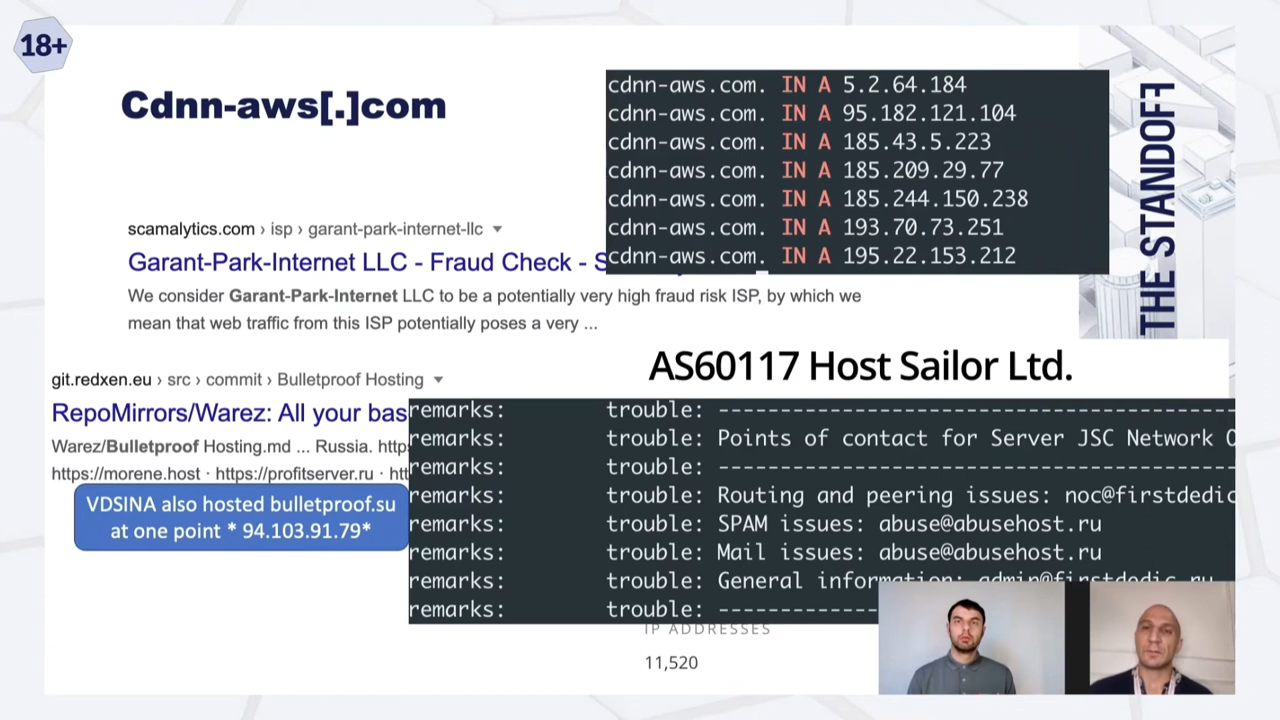 18+
Cdnn-aws[.]com
cdnn-aws.com. IN A 5.2.64.184
cdnn-aws.com. IN A 95.182.121.104
cdnn-aws.com. IN A 185.43.5.223
cdnn-aws.com. IN A 185.209.29.77
cdnn-aws.com. IN A 185.244.150.238
cdnn-aws.com. IN A 193.70.73.251
cdnn-aws.com. IN A 195.22.153.212
THE STANDOFF
scamalytics.com › isp › garant-park-internet-llc
Garant-Park-Internet LLC - Fraud Check - S
We consider Garant-Park-Internet LLC to be a potentially very high fraud risk ISP, by which we
mean that web traffic from this ISP potentially poses a very ...
AS60117 Host Sailor Ltd.
git.redxen.eu › src › commit › Bulletproof Hosting
RepoMirrors/Warez: All your bas
Warez/Bulletproof Hosting.md ... Russia. http
https://morene.host · https://profitserver.ru · htt
VDSINA also hosted bulletproof.su
at one point * 94.103.91.79*
remarks: trouble: --------------------------------------
remarks: trouble: Points of contact for Server JSC Network O
remarks: trouble: --------------------------------------
remarks: trouble: Routing and peering issues: noc@firstdedic
remarks: trouble: SPAM issues: abuse@abusehost.ru
remarks: trouble: Mail issues: abuse@abusehost.ru
remarks: trouble: General information: admin@firstdedic.ru
remarks: trouble: ------------
IP ADDRESSES
11,520